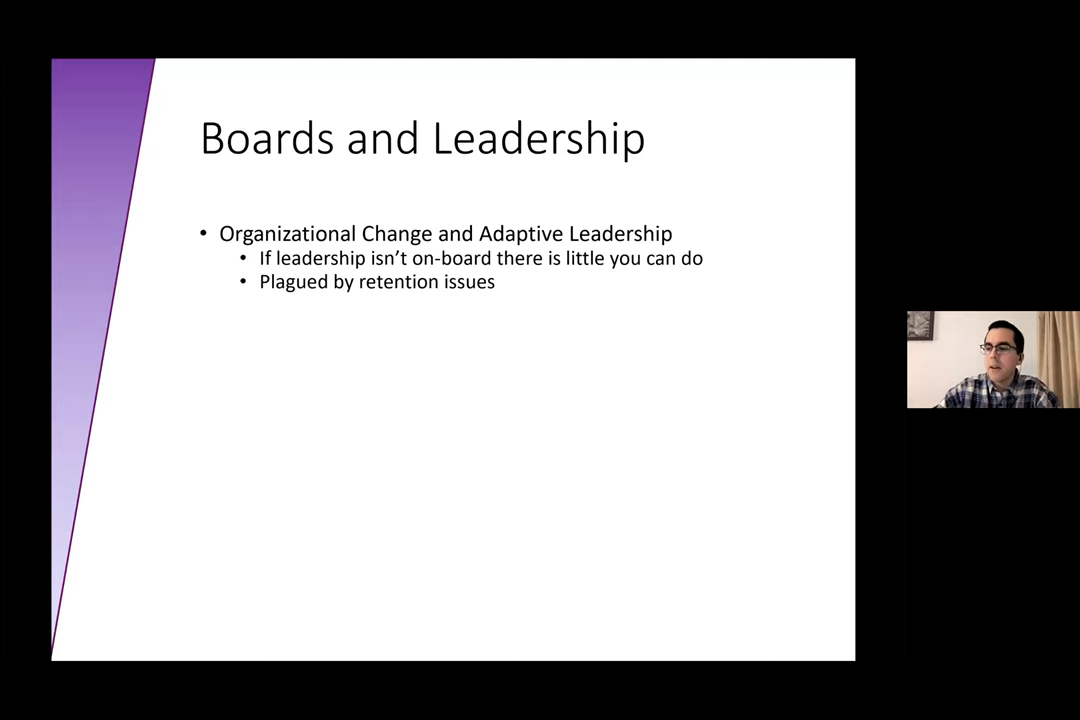 Boards and Leadership
• Organizational Change and Adaptive Leadership
• If leadership isn’t on-board there is little you can do
• Plagued by retention issues